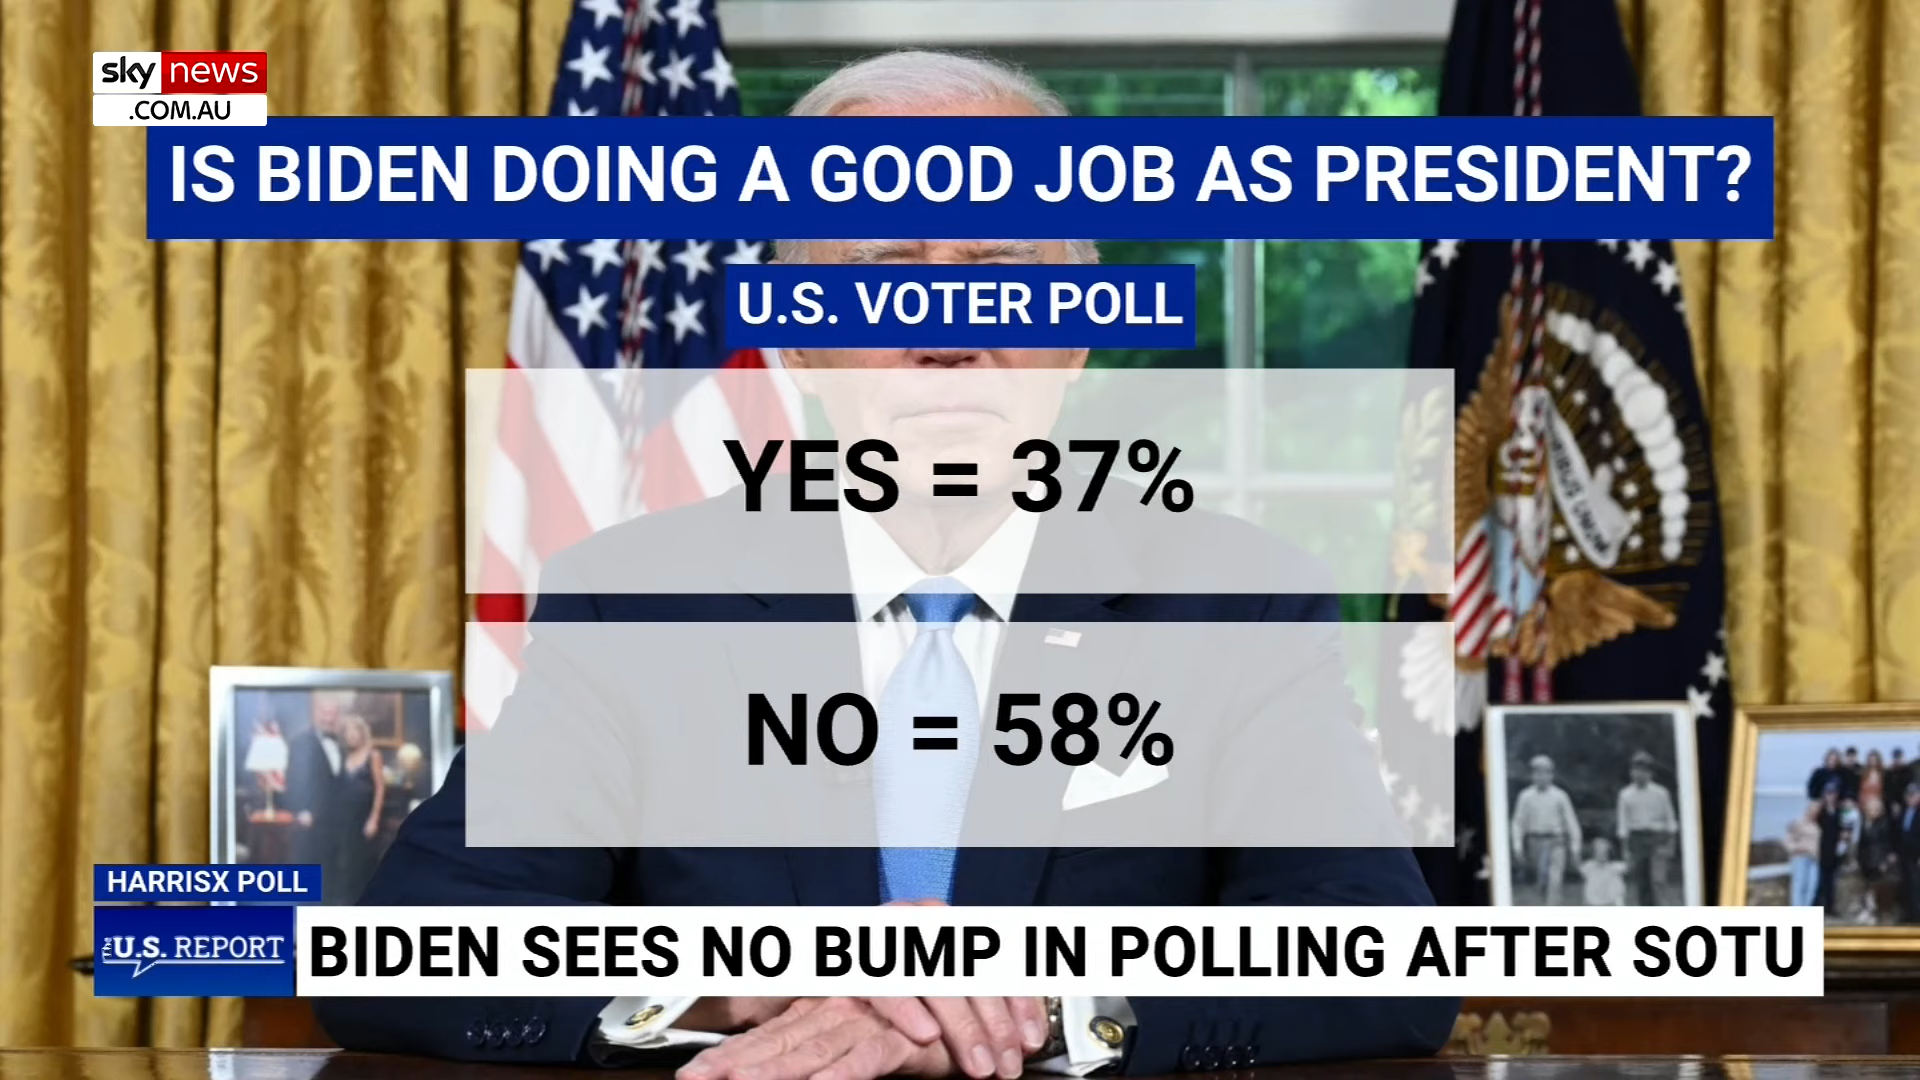 sky news
.COM.AU
IS BIDEN DOING A GOOD JOB AS PRESIDENT?
U.S. VOTER POLL
YES = 37%
NO = 58%
HARRISX POLL
THE U.S. REPORT
BIDEN SEES NO BUMP IN POLLING AFTER SOTU